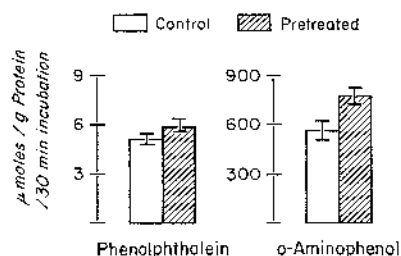 Control Pretreated
μmoles / g Protein
/30 min incubation
9
6
3
900
600
300
Phenolphthalein
o-Aminophenol